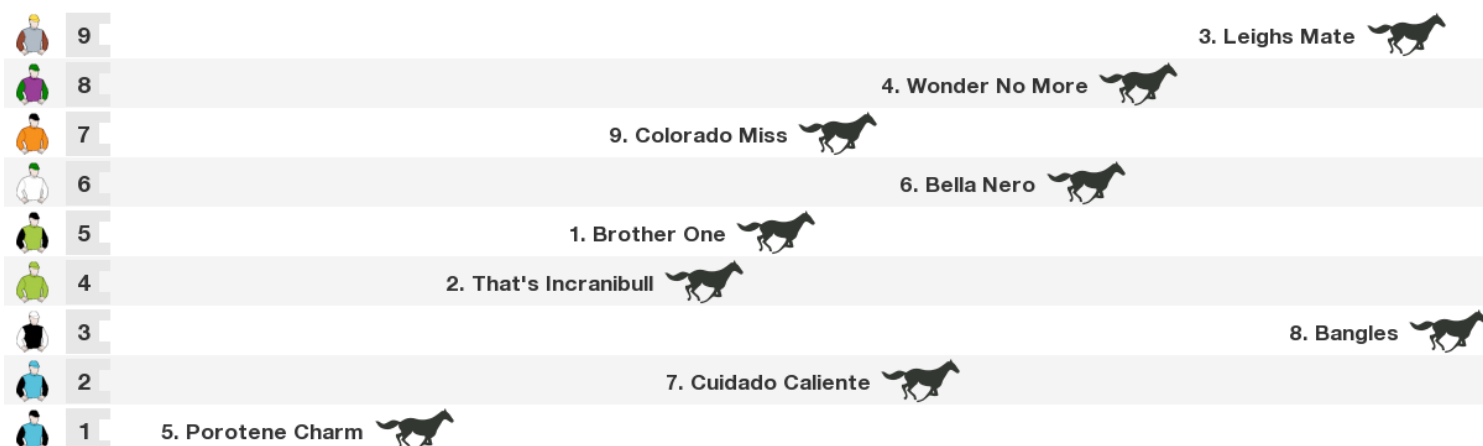 9 3. Leighs Mate
8 4. Wonder No More
7 9. Colorado Miss
6 6. Bella Nero
5 1. Brother One
4 2. That's Incranibull
3 8. Bangles
2 7. Cuidado Caliente
1 5. Porotene Charm